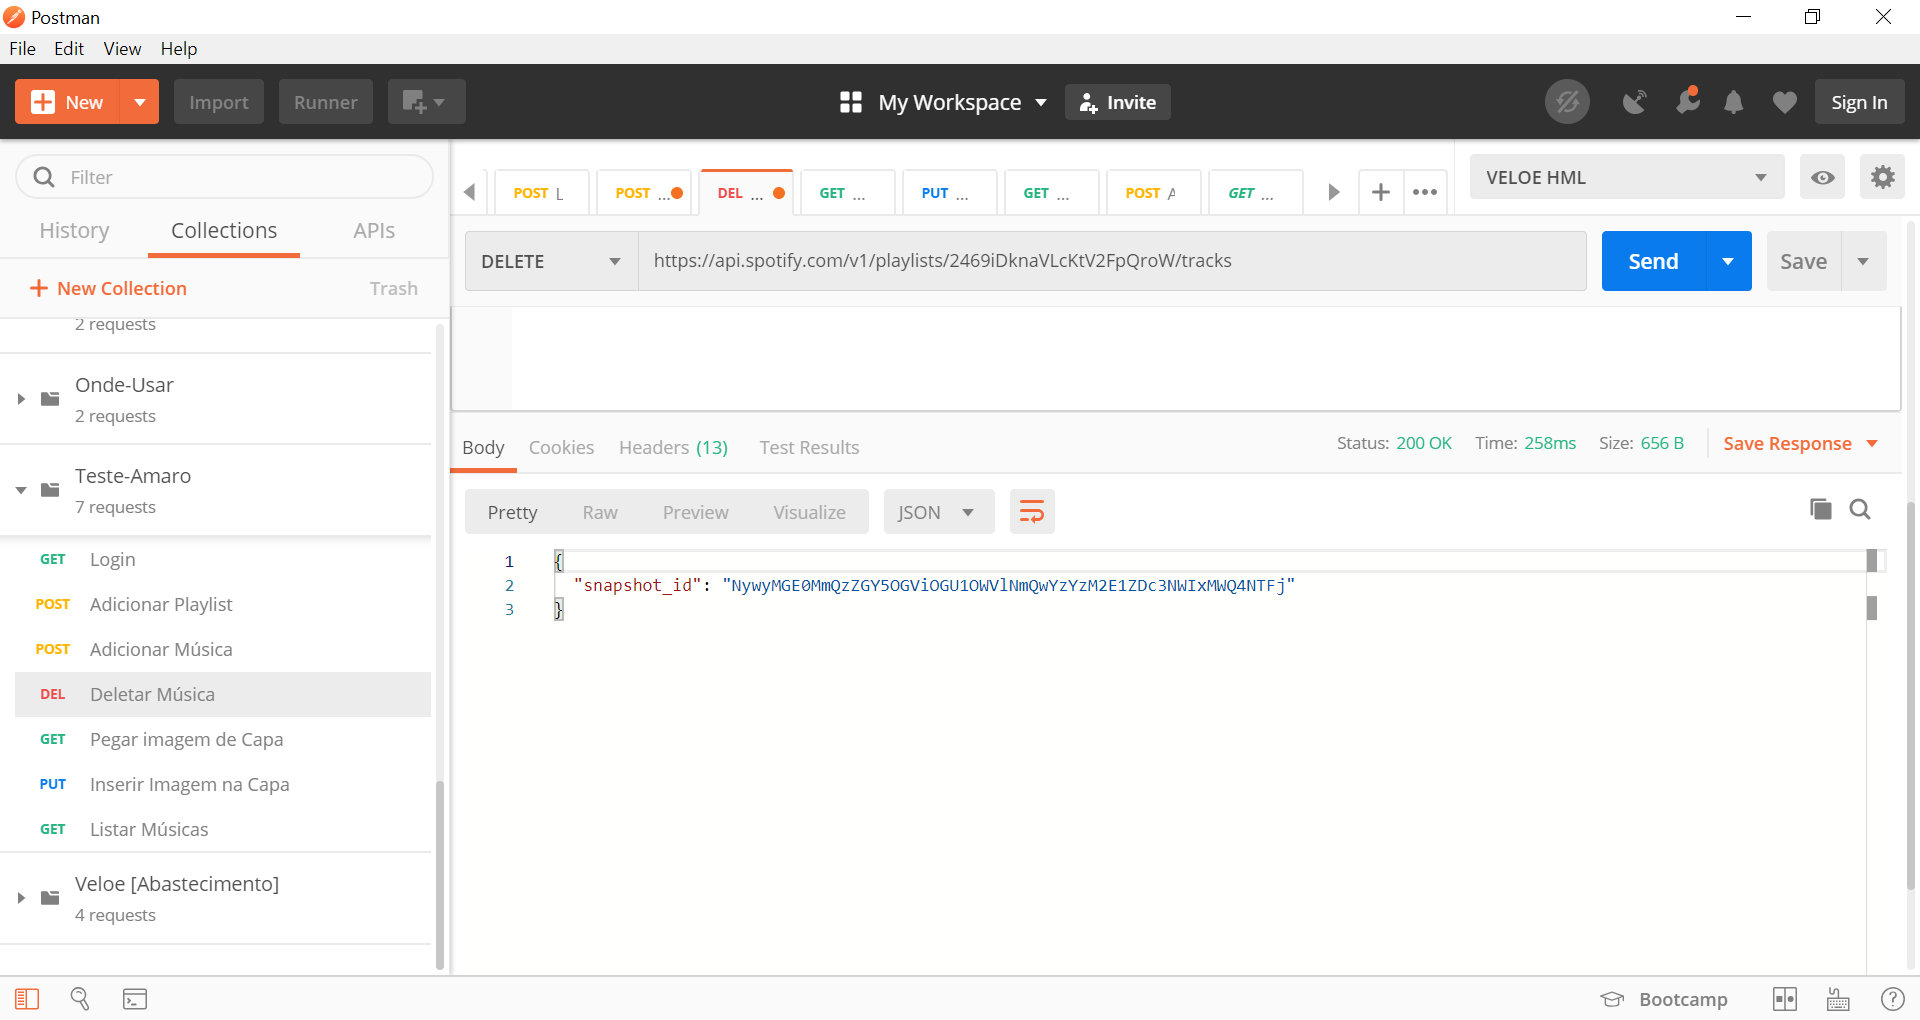 Postman
File Edit View Help
New Import Runner My Workspace Invite Sign In
Filter
History Collections APIs
New Collection Trash
2 requests
Onde-Usar
2 requests
Teste-Amaro
7 requests
GET Login
POST Adicionar Playlist
POST Adicionar Música
DEL Deletar Música
GET Pegar imagem de Capa
PUT Inserir Imagem na Capa
GET Listar Músicas
Veloe [Abastecimento]
4 requests
POST L POST ... DEL ... GET ... PUT ... GET ... POST A GET ...
VELOE HML
DELETE https://api.spotify.com/v1/playlists/2469iDknaVLcKtV2FpQroW/tracks Send Save
Body Cookies Headers (13) Test Results Status: 200 OK Time: 258ms Size: 656 B Save Response
Pretty Raw Preview Visualize JSON
1 {
2 "snapshot_id": "NywyMGE0MmQzZGY5OGViOGU1OWVlNmQwYzYzM2E1ZDc3NWIxMWQ4NTFj"
3 }
Bootcamp